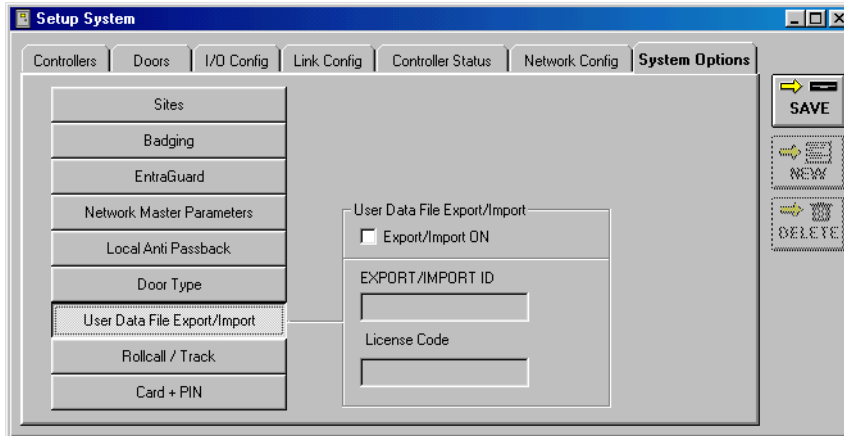 Setup System
Controllers Doors I/O Config Link Config Controller Status Network Config System Options
Sites
Badging
EntraGuard
Network Master Parameters
Local Anti Passback
Door Type
User Data File Export/Import
Rollcall / Track
Card + PIN
User Data File Export/Import
Export/Import ON
EXPORT/IMPORT ID
License Code
SAVE
NEW
DELETE